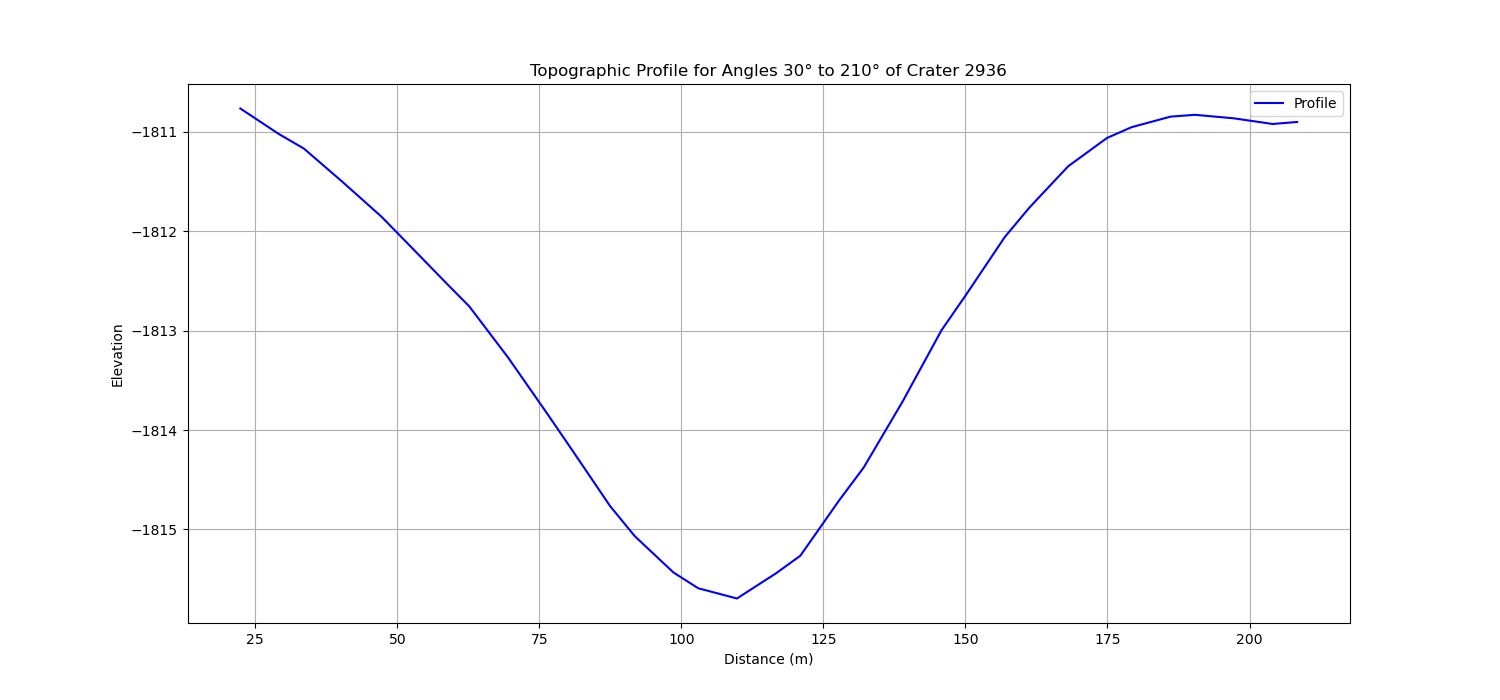 Topographic Profile for Angles 30° to 210° of Crater 2936
Profile
−1811
−1812
−1813
−1814
−1815
Elevation
25 50 75 100 125 150 175 200
Distance (m)